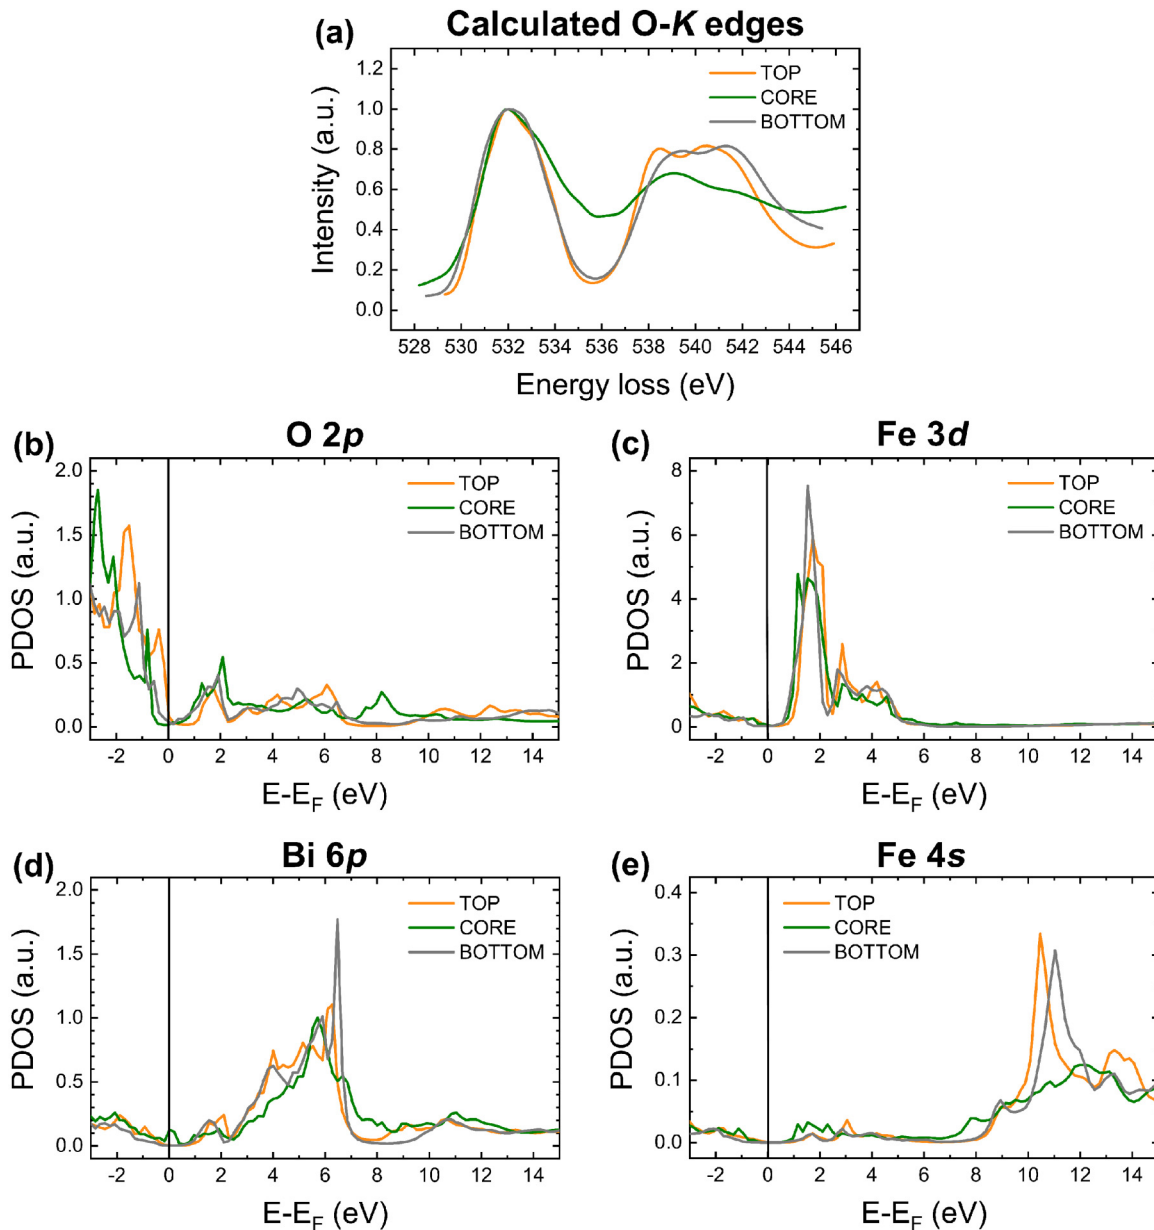 Calculated O-K edges
(a)
Intensity (a.u.)
1.2
1.0
0.8
0.6
0.4
0.2
0.0
TOP
CORE
BOTTOM
528 530 532 534 536 538 540 542 544 546
Energy loss (eV)
(b)
O 2p
PDOS (a.u.)
2.0
1.5
1.0
0.5
0.0
TOP
CORE
BOTTOM
-2 0 2 4 6 8 10 12 14
E-EF (eV)
(c)
Fe 3d
PDOS (a.u.)
8
6
4
2
0
TOP
CORE
BOTTOM
-2 0 2 4 6 8 10 12 14
E-EF (eV)
(d)
Bi 6p
PDOS (a.u.)
2.0
1.5
1.0
0.5
0.0
TOP
CORE
BOTTOM
-2 0 2 4 6 8 10 12 14
E-EF (eV)
(e)
Fe 4s
PDOS (a.u.)
0.4
0.3
0.2
0.1
0.0
TOP
CORE
BOTTOM
-2 0 2 4 6 8 10 12 14
E-EF (eV)